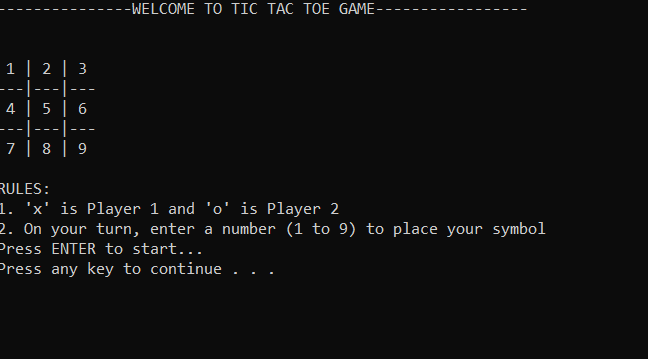 ---------------WELCOME TO TIC TAC TOE GAME-----------------
1 | 2 | 3
---|---|---
4 | 5 | 6
---|---|---
7 | 8 | 9
RULES:
1. 'x' is Player 1 and 'o' is Player 2
2. On your turn, enter a number (1 to 9) to place your symbol
Press ENTER to start...
Press any key to continue . . .